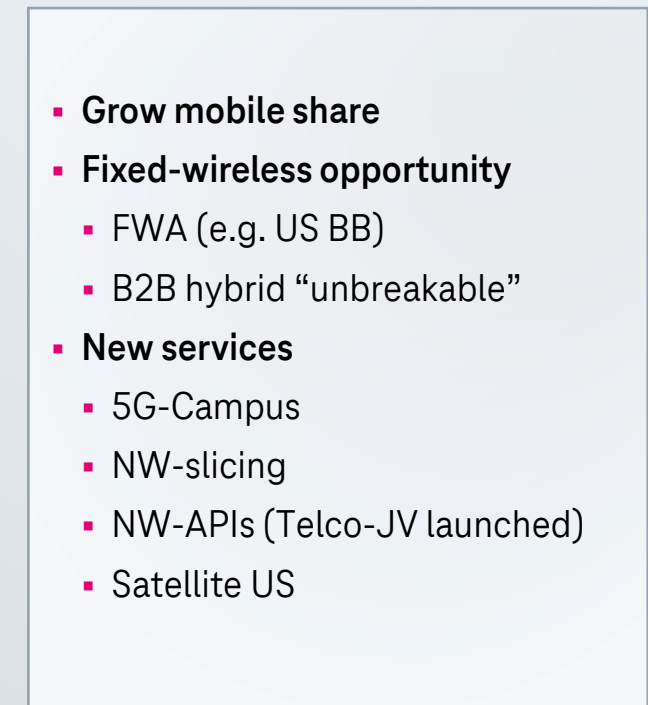 ▪ Grow mobile share
▪ Fixed-wireless opportunity
▪ FWA (e.g. US BB)
▪ B2B hybrid “unbreakable”
▪ New services
▪ 5G-Campus
▪ NW-slicing
▪ NW-APIs (Telco-JV launched)
▪ Satellite US